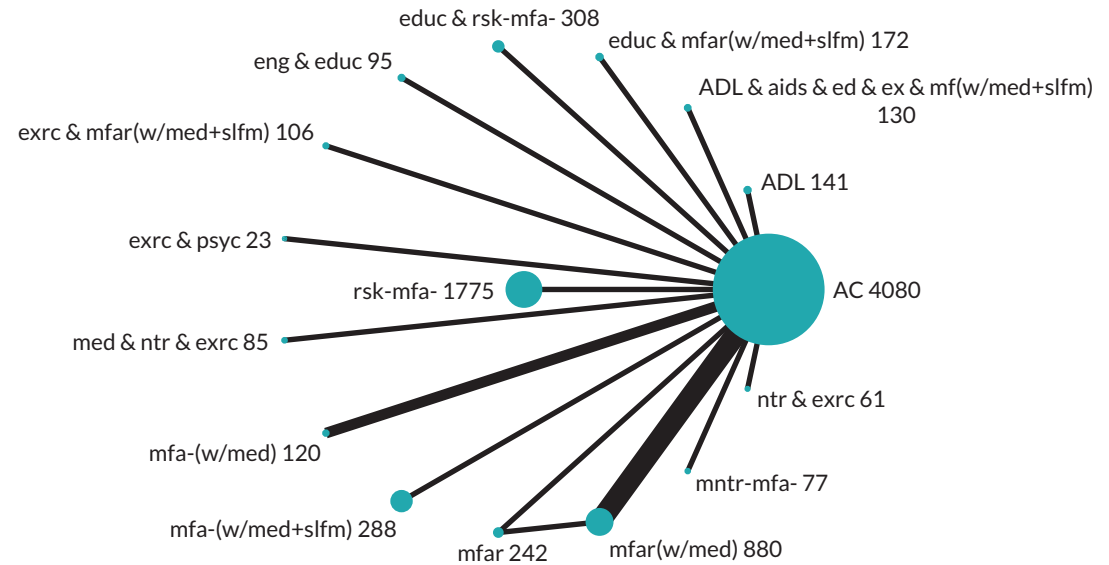 educ & rsk-mfa- 308
educ & mfar(w/med+slfm) 172
eng & educ 95
ADL & aids & ed & ex & mf(w/med+slfm)
130
exrc & mfar(w/med+slfm) 106
ADL 141
exrc & psyc 23
rsk-mfa- 1775
AC 4080
med & ntr & exrc 85
ntr & exrc 61
mfa-(w/med) 120
mntr-mfa- 77
mfa-(w/med+slfm) 288
mfar 242
mfar(w/med) 880